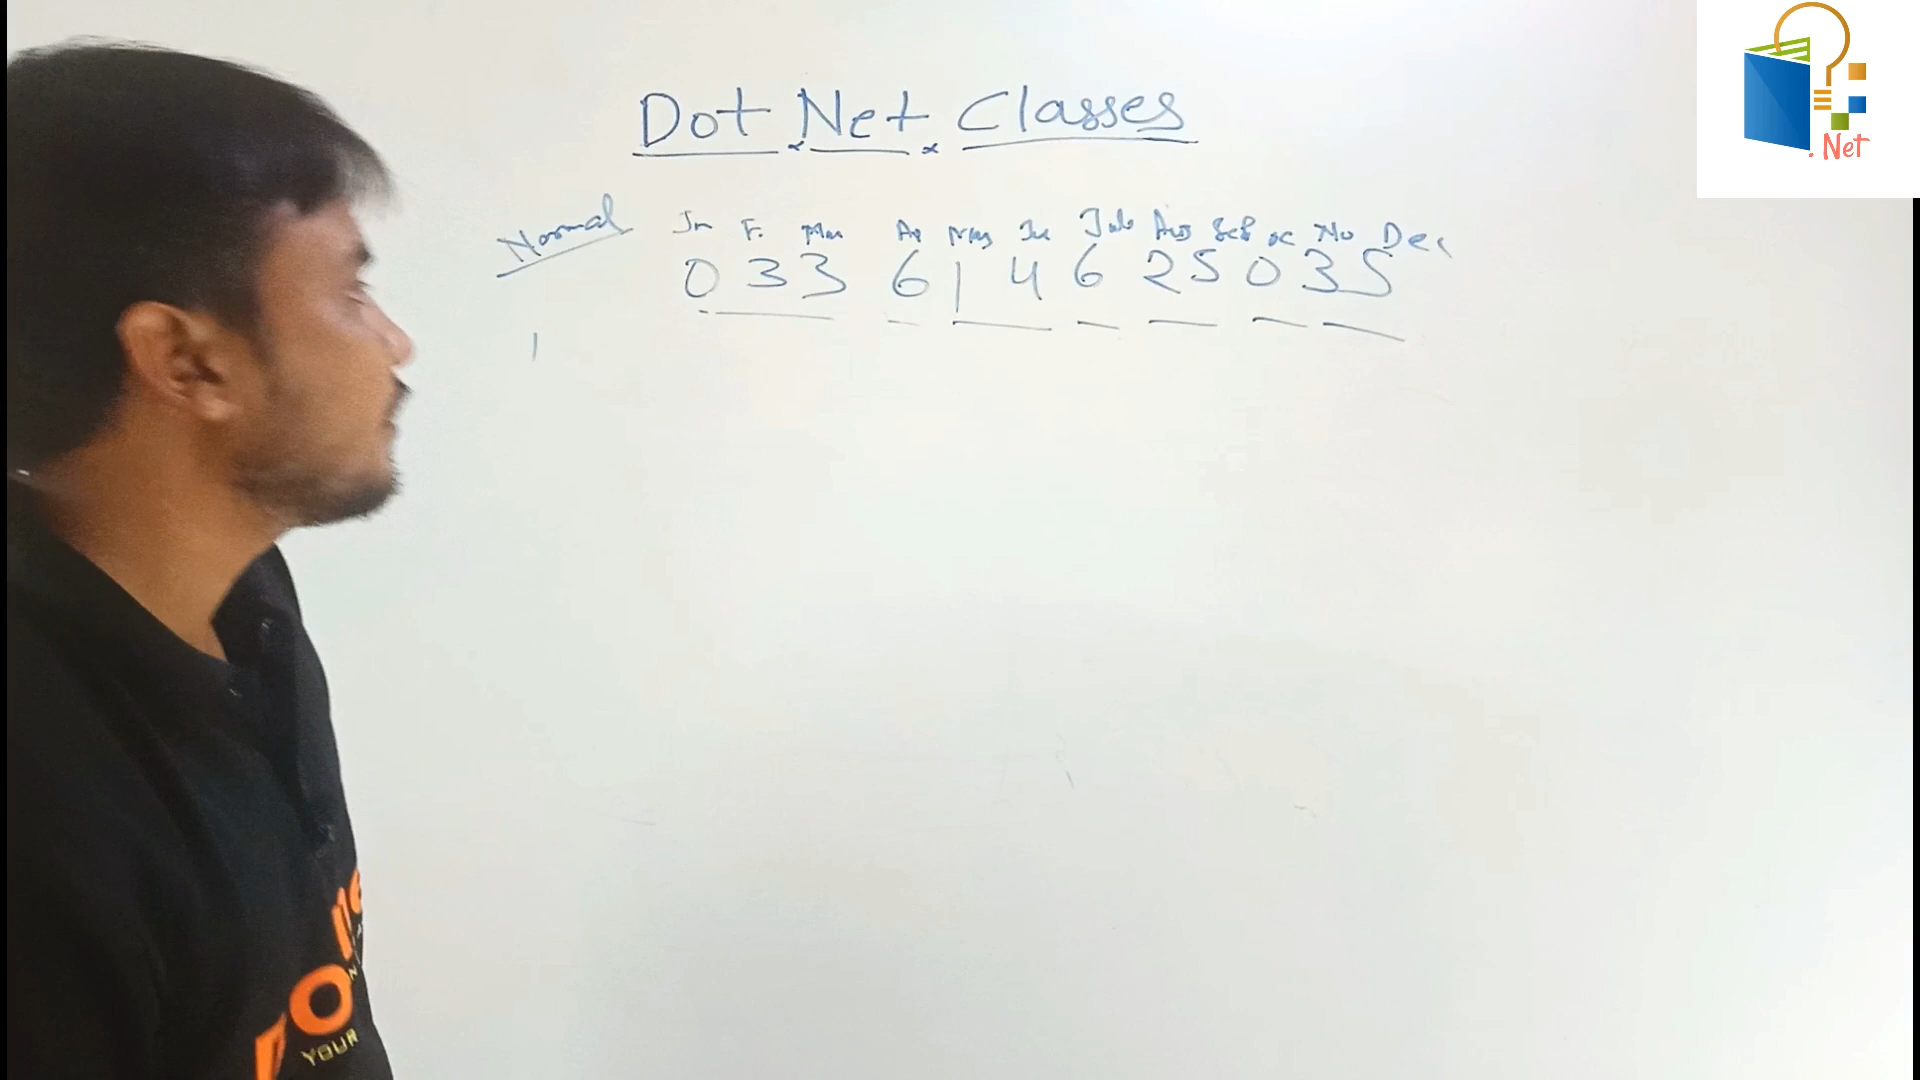 Dot Net Classes
.Net
Normal Jn F. Mar Ap May Ju Jul Aug Sep oc No Dec
0 3 3 6 1 4 6 2 5 0 3 5
1
YOUR